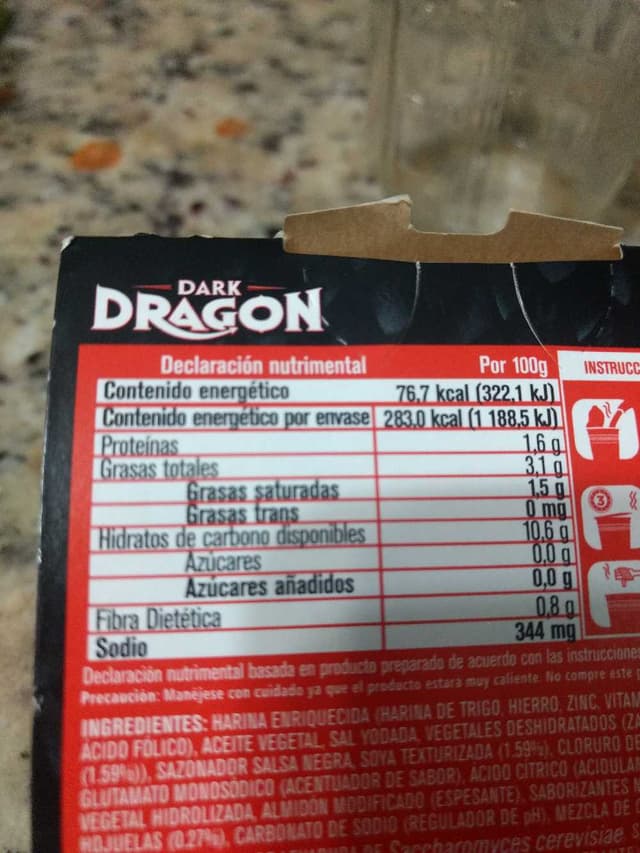 DARK
DRAGON
Declaración nutrimental Por 100g
Contenido energético 76,7 kcal (322,1 kJ)
Contenido energético por envase 283,0 kcal (1 188,5 kJ)
Proteínas 1,6 g
Grasas totales 3,1 g
Grasas saturadas 1,5 g
Grasas trans 0 mg
Hidratos de carbono disponibles 10,6 g
Azúcares 0,0 g
Azúcares añadidos 0,0 g
Fibra Dietética 0,8 g
Sodio 344 mg
INSTRUCC
3
Declaración nutrimental basada en producto preparado de acuerdo con las instrucciones
Precaución: Manéjese con cuidado ya que el producto estará muy caliente. No compre este
INGREDIENTES: HARINA ENRIQUECIDA (HARINA DE TRIGO, HIERRO, ZINC, VITAM
ÁCIDO FÓLICO), ACEITE VEGETAL, SAL YODADA, VEGETALES DESHIDRATADOS (ZA
(1.59%)), SAZONADOR SALSA NEGRA, SOYA TEXTURIZADA (1.59%), CLORURO DE
GLUTAMATO MONOSÓDICO (ACENTUADOR DE SABOR), ÁCIDO CÍTRICO (ACIDULAN
VEGETAL HIDROLIZADA, ALMIDÓN MODIFICADO (ESPESANTE), SABORIZANTES N
HOJUELAS (0.27%), CARBONATO DE SODIO (REGULADOR DE pH), MEZCLA DE
DE Saccharomyces cerevisiae